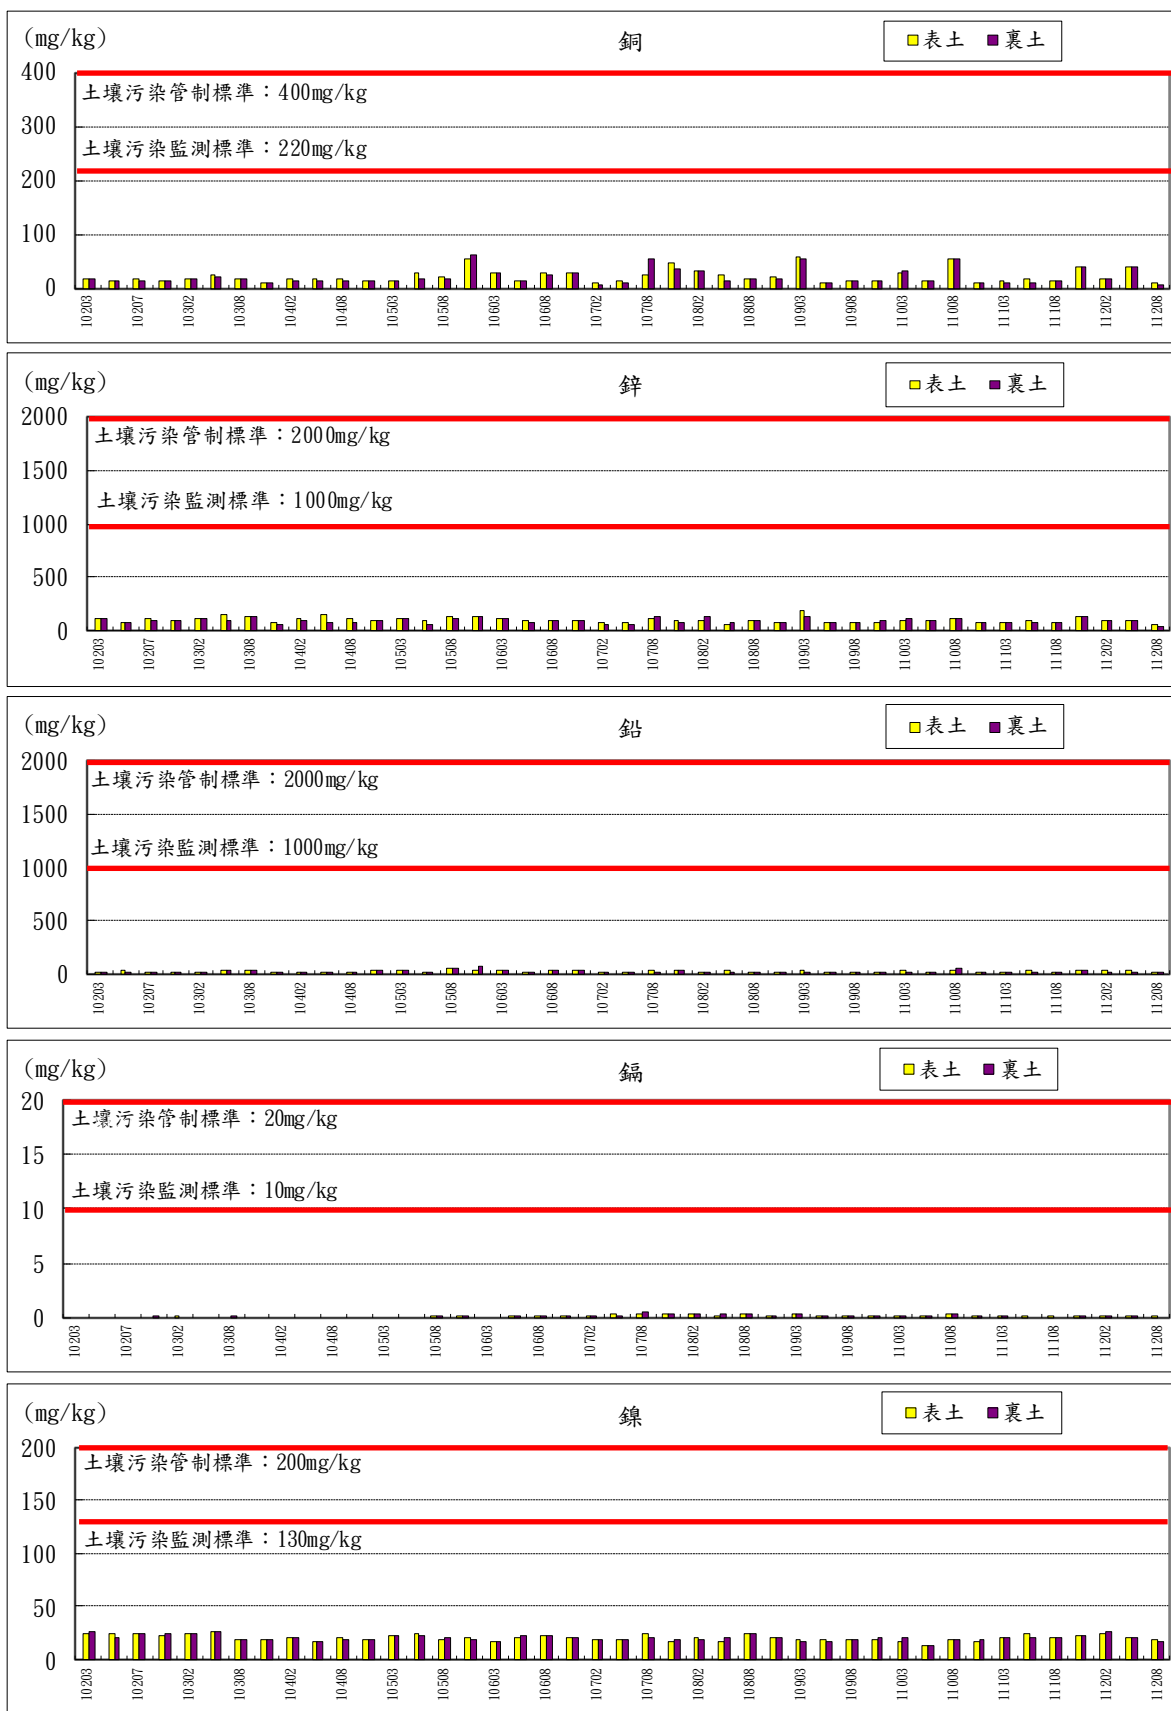 (mg/kg)
銅
表土 裏土
400
土壤污染管制標準：400mg/kg
300
土壤污染監測標準：220mg/kg
200
100
0
10203 10207 10302 10308 10402 10408 10503 10508 10603 10608 10702 10708 10802 10808 10903 10908 11003 11008 11103 11108 11202 11208
(mg/kg)
鋅
表土 裏土
2000
土壤污染管制標準：2000mg/kg
1500
土壤污染監測標準：1000mg/kg
1000
500
0
10203 10207 10302 10308 10402 10408 10503 10508 10603 10608 10702 10708 10802 10808 10903 10908 11003 11008 11103 11108 11202 11208
(mg/kg)
鉛
表土 裏土
2000
土壤污染管制標準：2000mg/kg
1500
土壤污染監測標準：1000mg/kg
1000
500
0
10203 10207 10302 10308 10402 10408 10503 10508 10603 10608 10702 10708 10802 10808 10903 10908 11003 11008 11103 11108 11202 11208
(mg/kg)
鎘
表土 裏土
20
土壤污染管制標準：20mg/kg
15
土壤污染監測標準：10mg/kg
10
5
0
10203 10207 10302 10308 10402 10408 10503 10508 10603 10608 10702 10708 10802 10808 10903 10908 11003 11008 11103 11108 11202 11208
(mg/kg)
鎳
表土 裏土
200
土壤污染管制標準：200mg/kg
150
土壤污染監測標準：130mg/kg
100
50
0
10203 10207 10302 10308 10402 10408 10503 10508 10603 10608 10702 10708 10802 10808 10903 10908 11003 11008 11103 11108 11202 11208